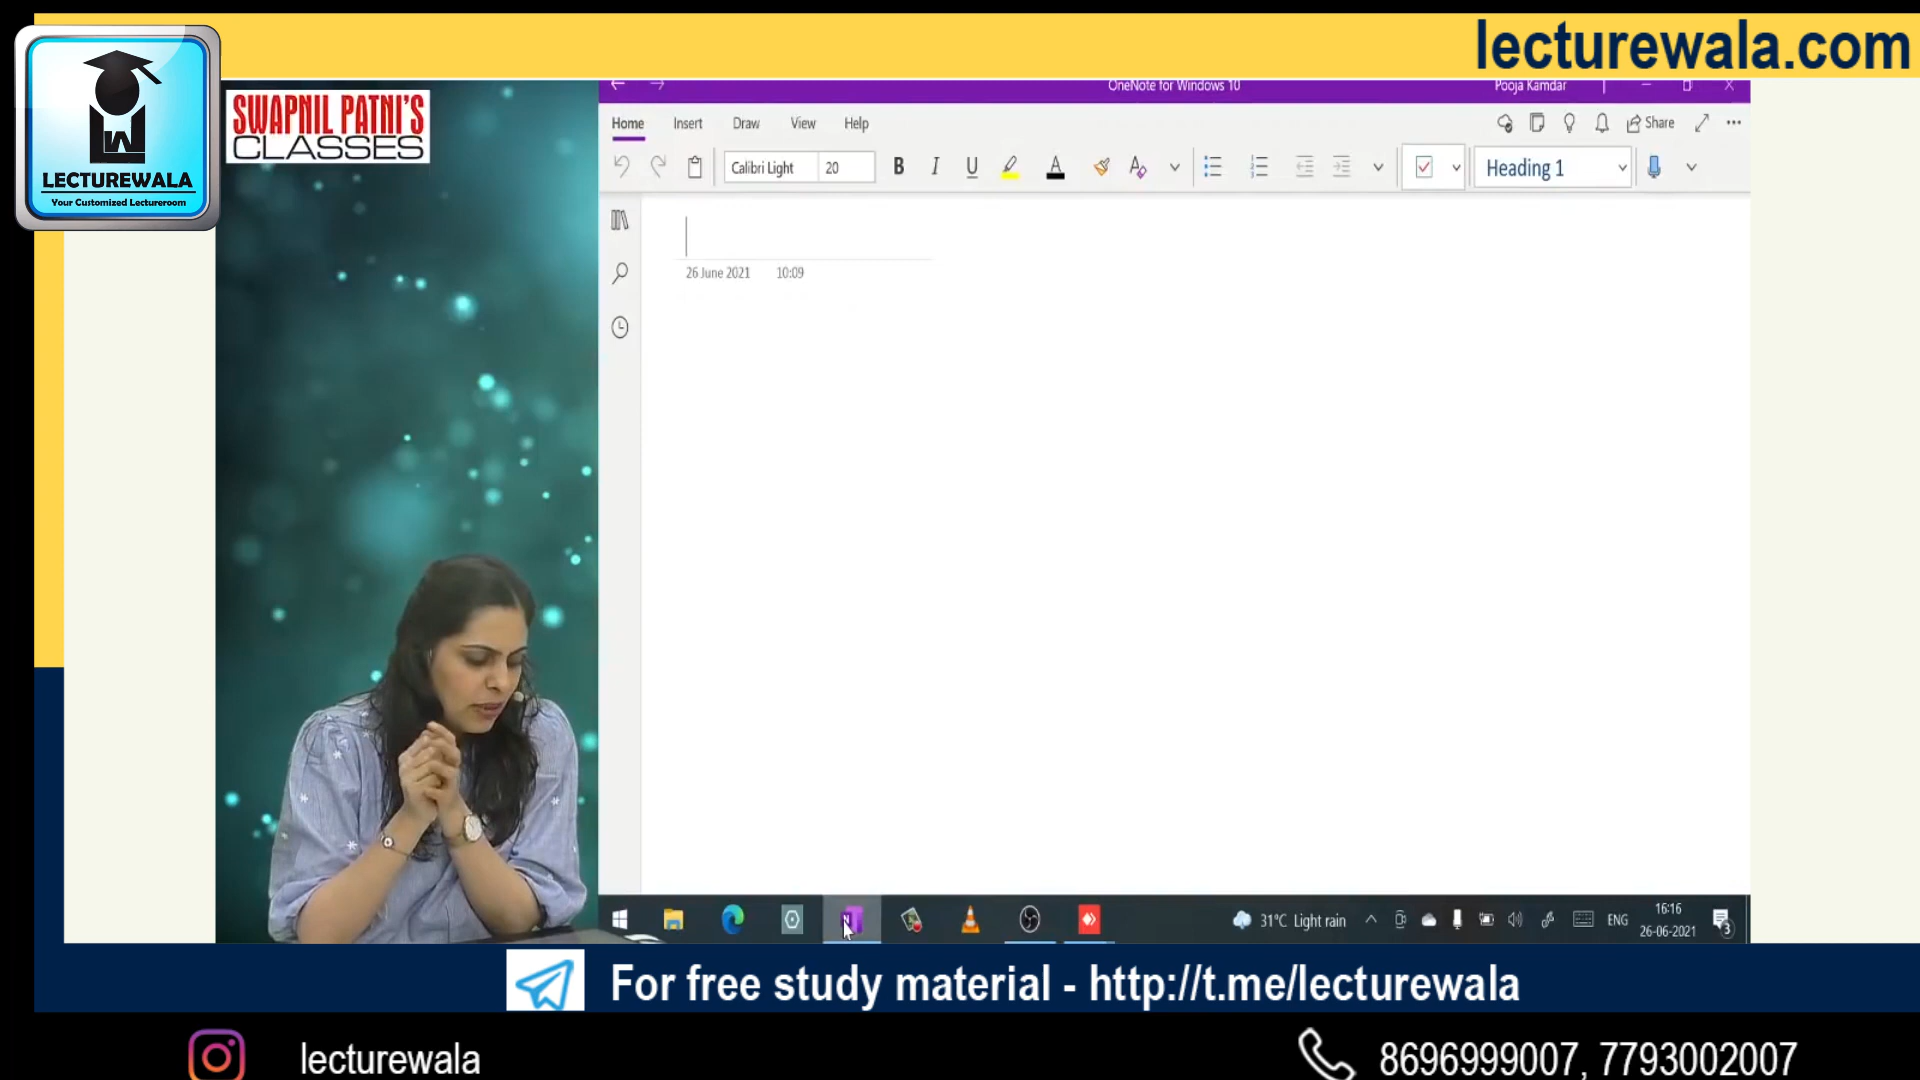 lecturewala.com
LECTUREWALA
Your Customized Lectureroom
SWAPNIL PATNI'S
CLASSES
OneNote for Windows 10
Pooja Kamdar
Home Insert Draw View Help
Share
Calibri Light 20 B I U A A Heading 1
26 June 2021 10:09
31°C Light rain
ENG
16:16
26-06-2021
3
For free study material - http://t.me/lecturewala
lecturewala
8696999007, 7793002007